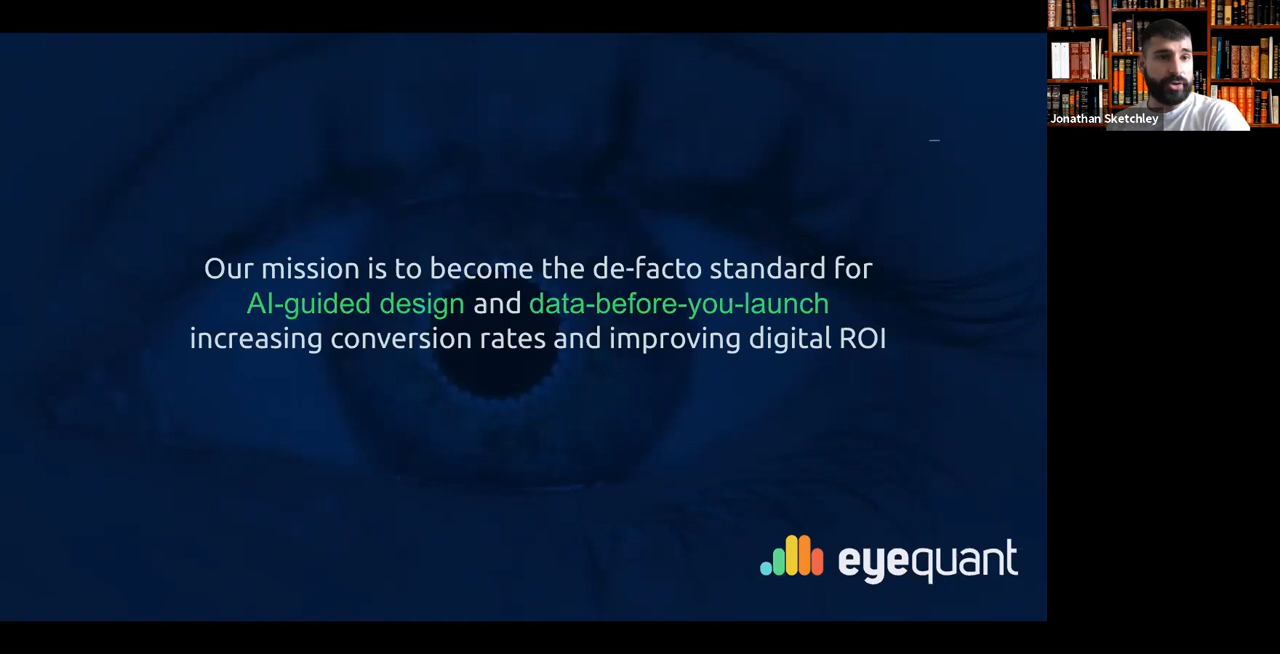 Our mission is to become the de-facto standard for
AI-guided design and data-before-you-launch
increasing conversion rates and improving digital ROI
eyequant
Jonathan Sketchley